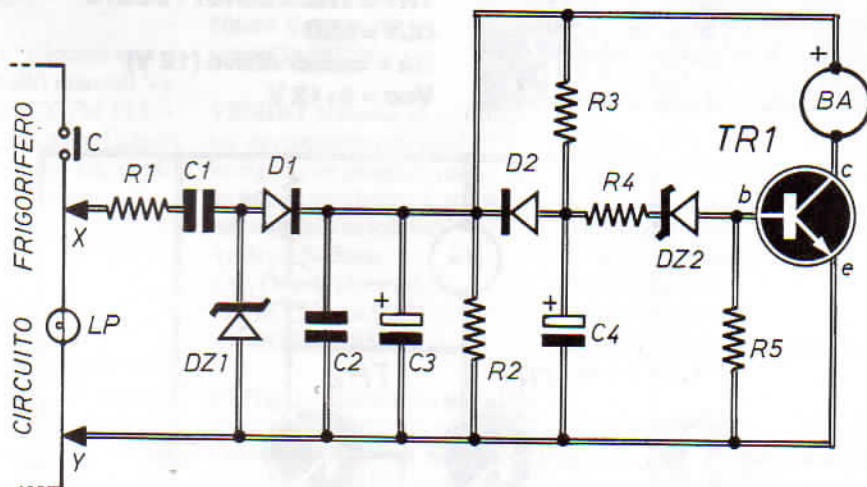 CIRCUITO FRIGORIFERO
C
R1
C1
D1
D2
R3
R4
TR1
+
BA
X
LP
Y
DZ1
C2
+
C3
R2
+
C4
DZ2
b
c
e
R5